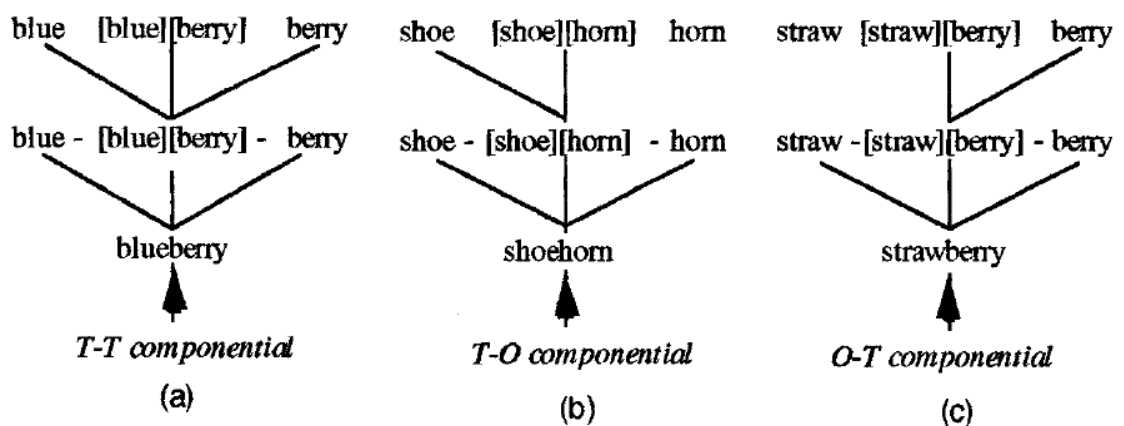 blue [blue][berry] berry shoe [shoe][horn] horn straw [straw][berry] berry
blue - [blue][berry] - berry shoe - [shoe][horn] - horn straw - [straw][berry] - berry
blueberry shoehorn strawberry
T-T componential T-O componential O-T componential
(a) (b) (c)